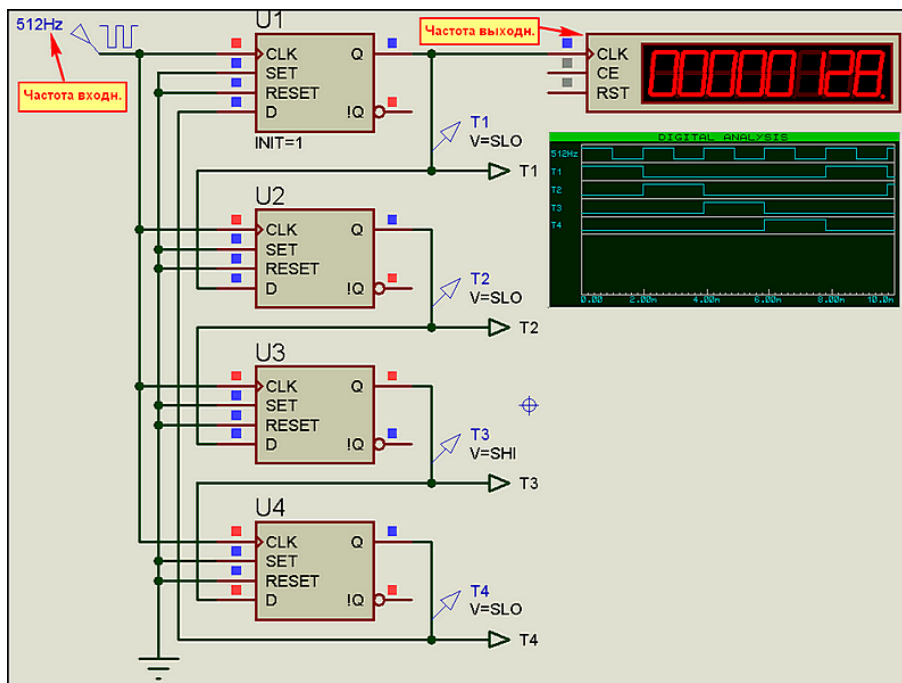 512Hz
Частота входн.
U1
CLK
SET
RESET
D
Q
!Q
INIT=1
T1
V=SLO
T1
Частота выходн.
CLK
CE
RST
00000128.
DIGITAL ANALYSIS
512Hz
T1
T2
T3
T4
0.00 2.00m 4.00m 6.00m 8.00m 10.0m
U2
CLK
SET
RESET
D
Q
!Q
T2
V=SLO
T2
U3
CLK
SET
RESET
D
Q
!Q
T3
V=SHI
T3
U4
CLK
SET
RESET
D
Q
!Q
T4
V=SLO
T4